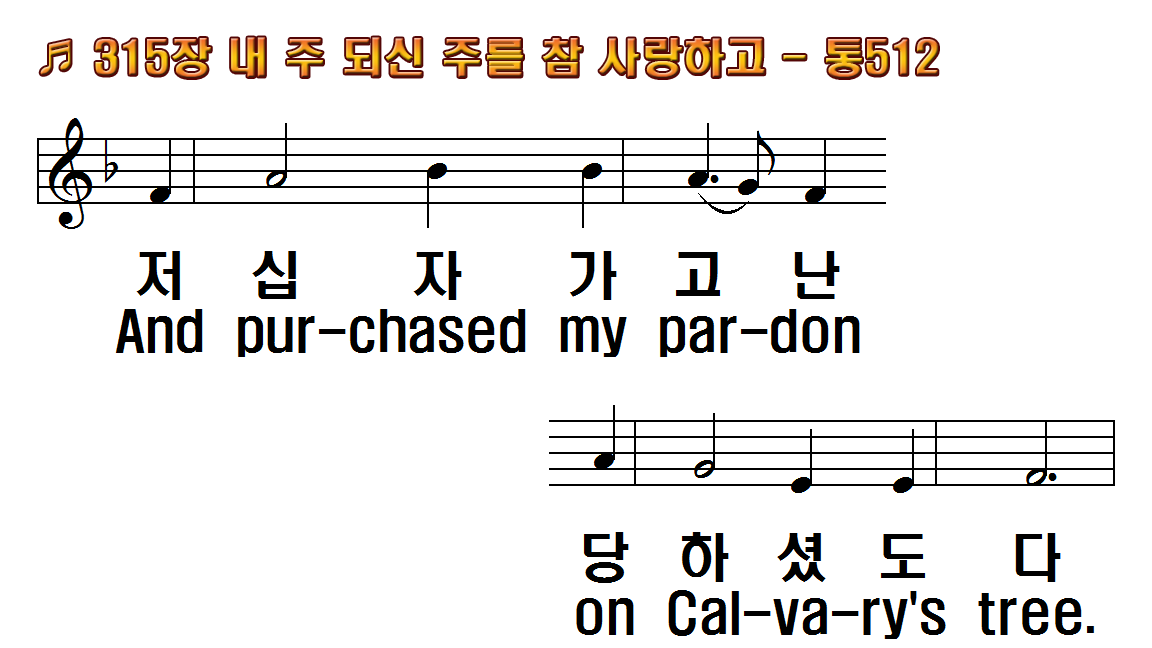 ♬ 315장 내 주 되신 주를 참 사랑하고 - 통512
저 십 자 가 고 난
And pur-chased my par-don
당 하 셨 도 다
on Cal-va-ry's tree.